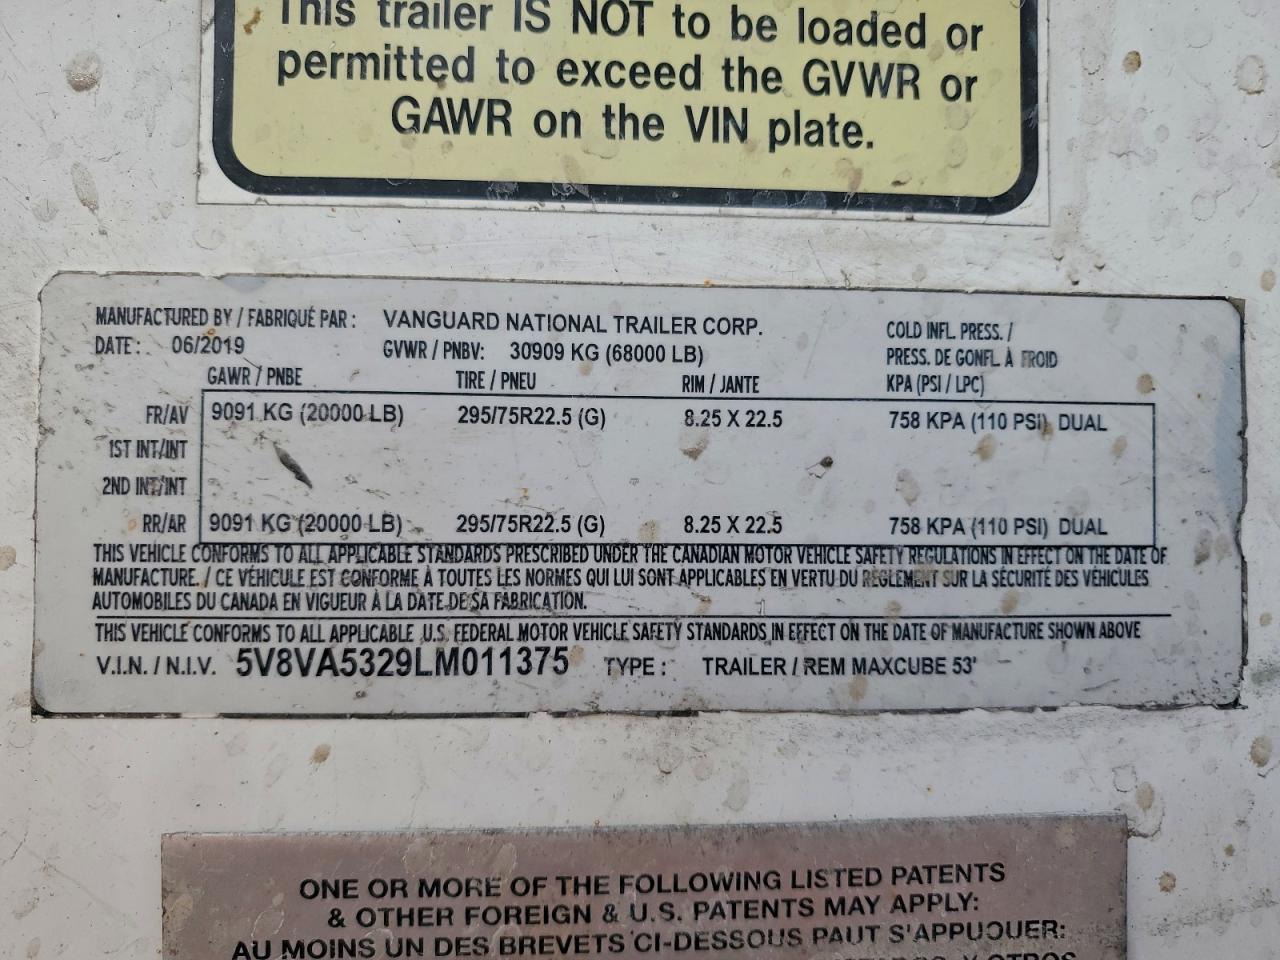 This trailer IS NOT to be loaded or
permitted to exceed the GVWR or
GAWR on the VIN plate.
MANUFACTURED BY / FABRIQUÉ PAR : VANGUARD NATIONAL TRAILER CORP. COLD INFL. PRESS. /
DATE : 06/2019 GVWR / PNBV: 30909 KG (68000 LB) PRESS. DE GONFL. À FROID
GAWR / PNBE TIRE / PNEU RIM / JANTE KPA (PSI / LPC)
FR/AV 9091 KG (20000 LB) 295/75R22.5 (G) 8.25 X 22.5 758 KPA (110 PSI) DUAL
1ST INT/INT
2ND INT/INT
RR/AR 9091 KG (20000 LB) 295/75R22.5 (G) 8.25 X 22.5 758 KPA (110 PSI) DUAL
THIS VEHICLE CONFORMS TO ALL APPLICABLE STANDARDS PRESCRIBED UNDER THE CANADIAN MOTOR VEHICLE SAFETY REGULATIONS IN EFFECT ON THE DATE OF
MANUFACTURE. / CE VÉHICULE EST CONFORME À TOUTES LES NORMES QUI LUI SONT APPLICABLES EN VERTU DU RÈGLEMENT SUR LA SÉCURITÉ DES VÉHICULES
AUTOMOBILES DU CANADA EN VIGUEUR À LA DATE DE SA FABRICATION.
THIS VEHICLE CONFORMS TO ALL APPLICABLE U.S. FEDERAL MOTOR VEHICLE SAFETY STANDARDS IN EFFECT ON THE DATE OF MANUFACTURE SHOWN ABOVE
V.I.N. / N.I.V. 5V8VA5329LM011375 TYPE : TRAILER / REM MAXCUBE 53'
ONE OR MORE OF THE FOLLOWING LISTED PATENTS
& OTHER FOREIGN & U.S. PATENTS MAY APPLY:
AU MOINS UN DES BREVETS CI-DESSOUS PAUT S'APPUOUER: